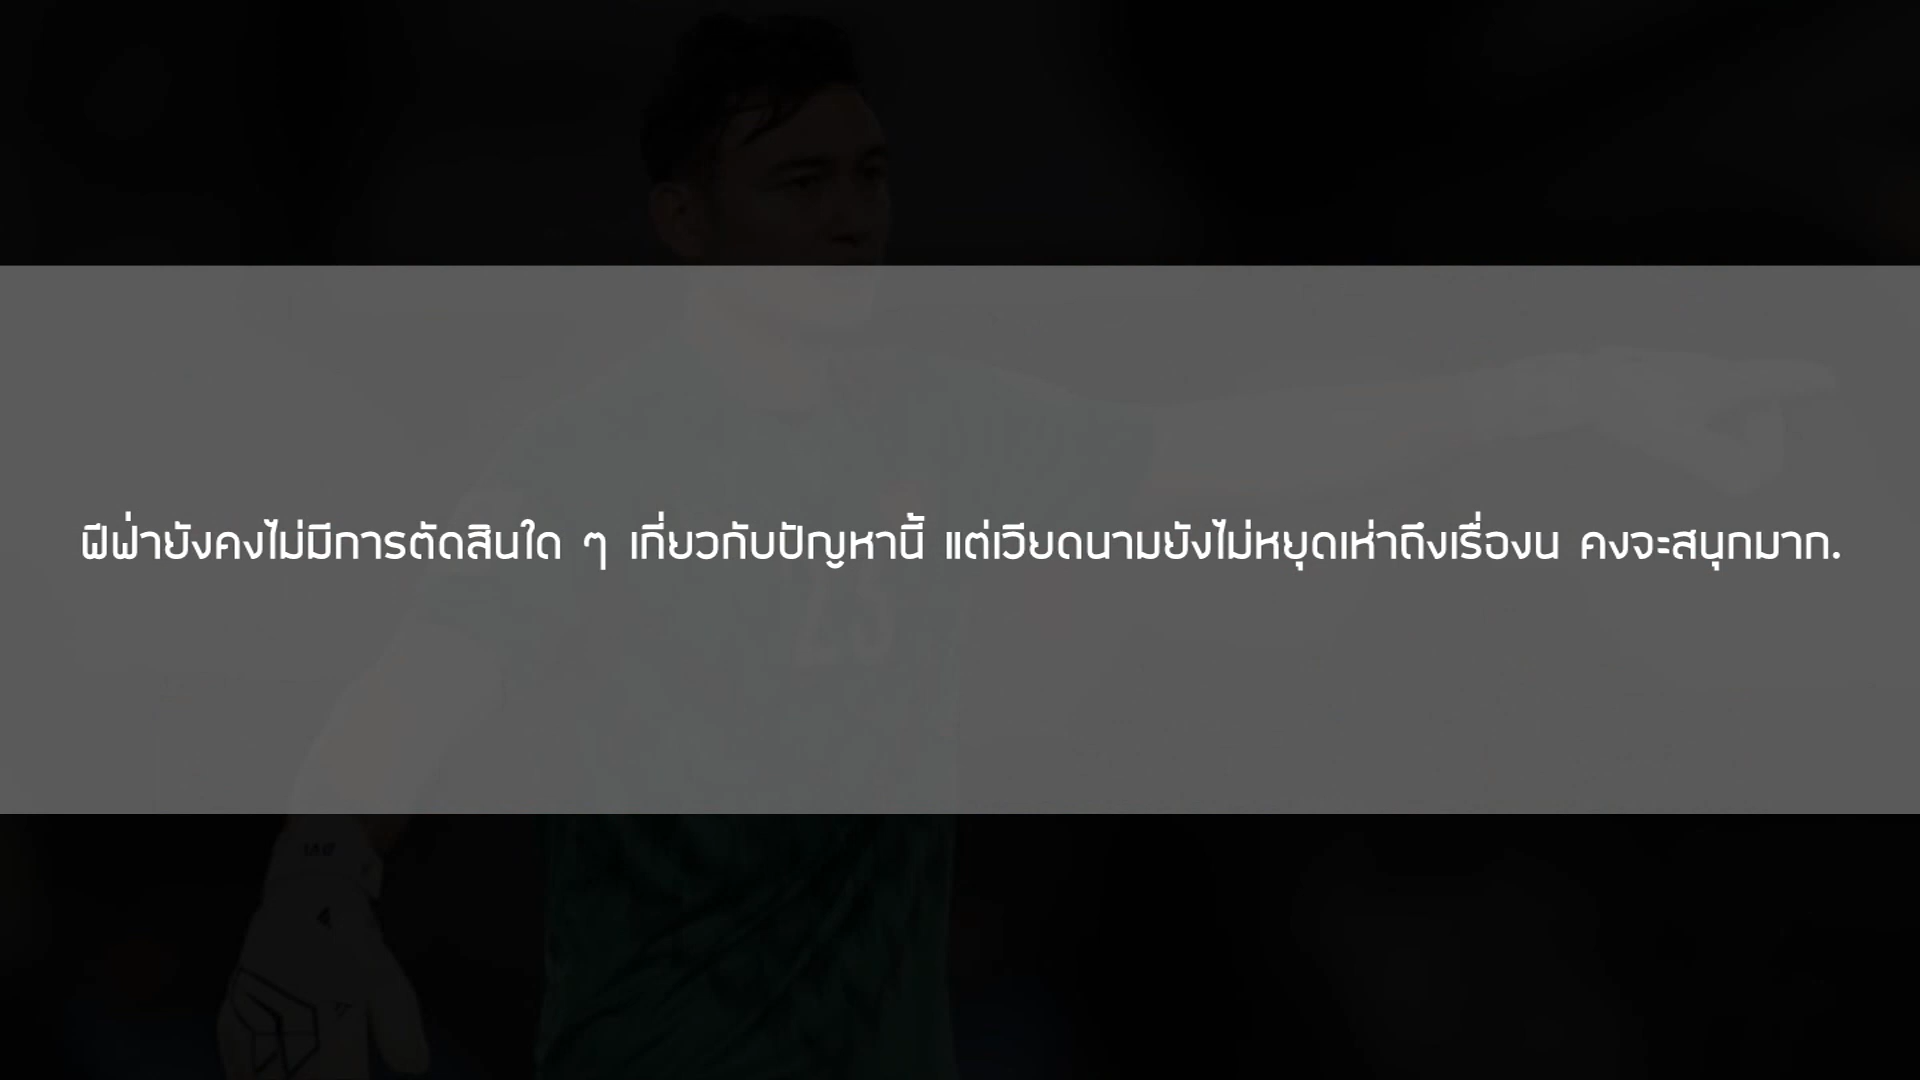 ฟีฟ่ายังคงไม่มีการตัดสินใด ๆ เกี่ยวกับปัญหานี้ แต่เวียดนามยังไม่หยุดเห่าถึงเรื่องน คงจะสนุกมาก.
23